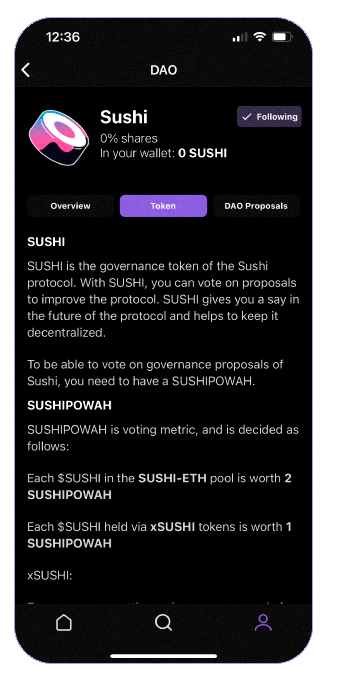 12:36
DAO
Sushi
Following
0% shares
In your wallet: 0 SUSHI
Overview
Token
DAO Proposals
SUSHI
SUSHI is the governance token of the Sushi
protocol. With SUSHI, you can vote on proposals
to improve the protocol. SUSHI gives you a say in
the future of the protocol and helps to keep it
decentralized.
To be able to vote on governance proposals of
Sushi, you need to have a SUSHIPOWAH.
SUSHIPOWAH
SUSHIPOWAH is voting metric, and is decided as
follows:
Each $SUSHI in the SUSHI-ETH pool is worth 2
SUSHIPOWAH
Each $SUSHI held via xSUSHI tokens is worth 1
SUSHIPOWAH
xSUSHI: